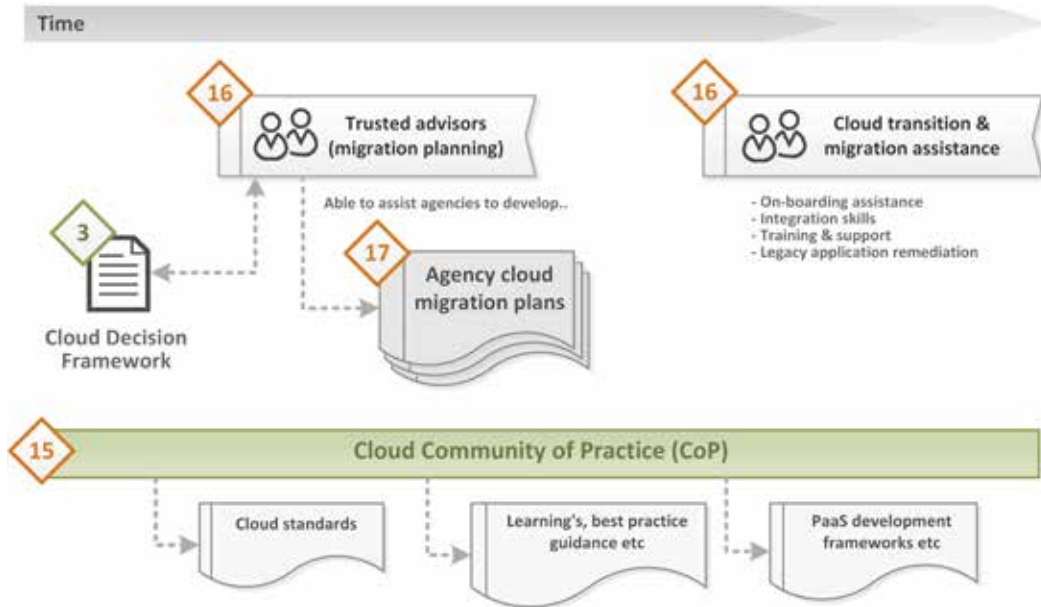 Time
16
Trusted advisors
(migration planning)
16
Cloud transition &
migration assistance
Able to assist agencies to develop..
- On-boarding assistance
- Integration skills
- Training & support
- Legacy application remediation
3
Cloud Decision
Framework
17
Agency cloud
migration plans
15
Cloud Community of Practice (CoP)
Cloud standards
Learning's, best practice
guidance etc
PaaS development
frameworks etc